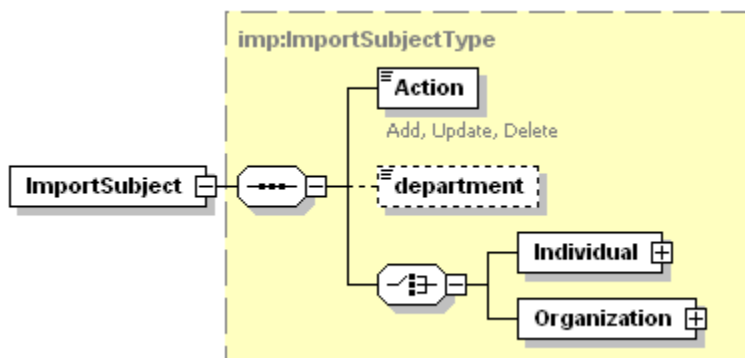 imp:ImportSubjectType
Action
Add, Update, Delete
ImportSubject
department
Individual
Organization